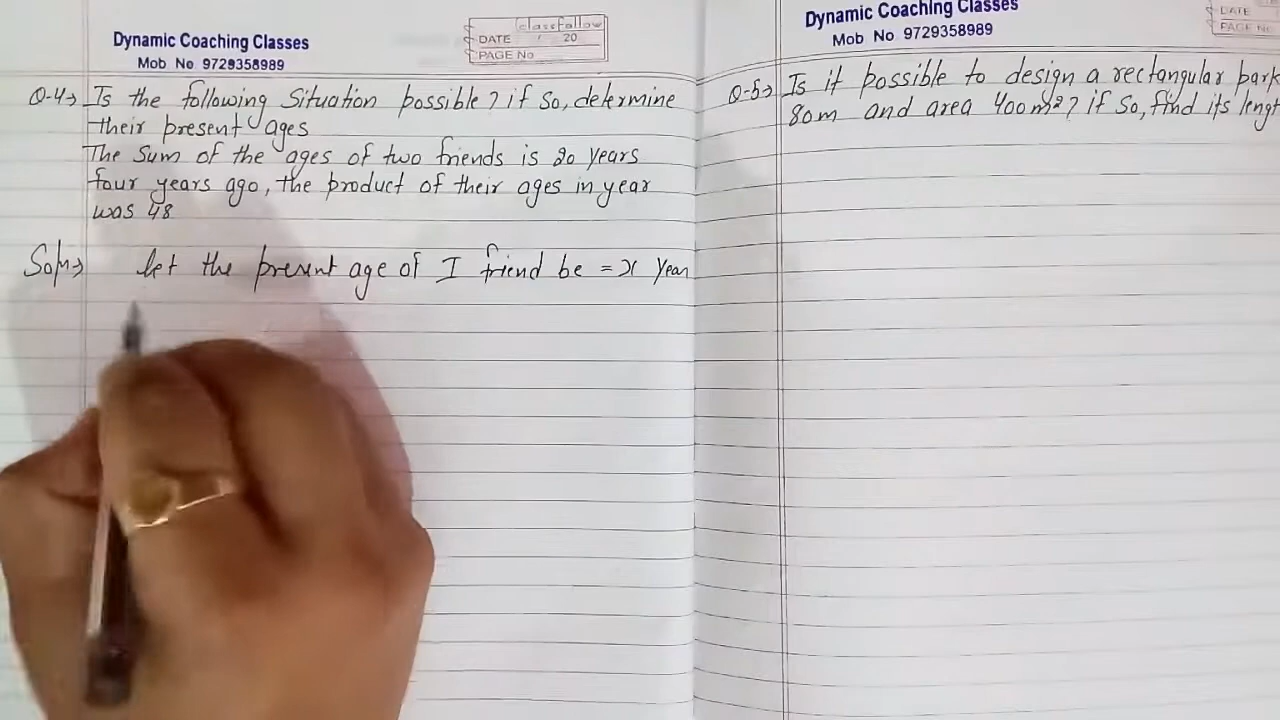 Dynamic Coaching Classes
Mob No 9729358989
classfollow
DATE / 20
PAGE No
Q-4→ Is the following Situation possible? if so, determine
their present ages
The sum of the ages of two friends is 20 years
four years ago, the product of their ages in year
was 48
Soln→ let the present age of I friend be = x year
Dynamic Coaching Classes
Mob No 9729358989
DATE
PAGE No
Q-5→ Is it possible to design a rectangular park
80m and area 400m²? if so, find its lengt